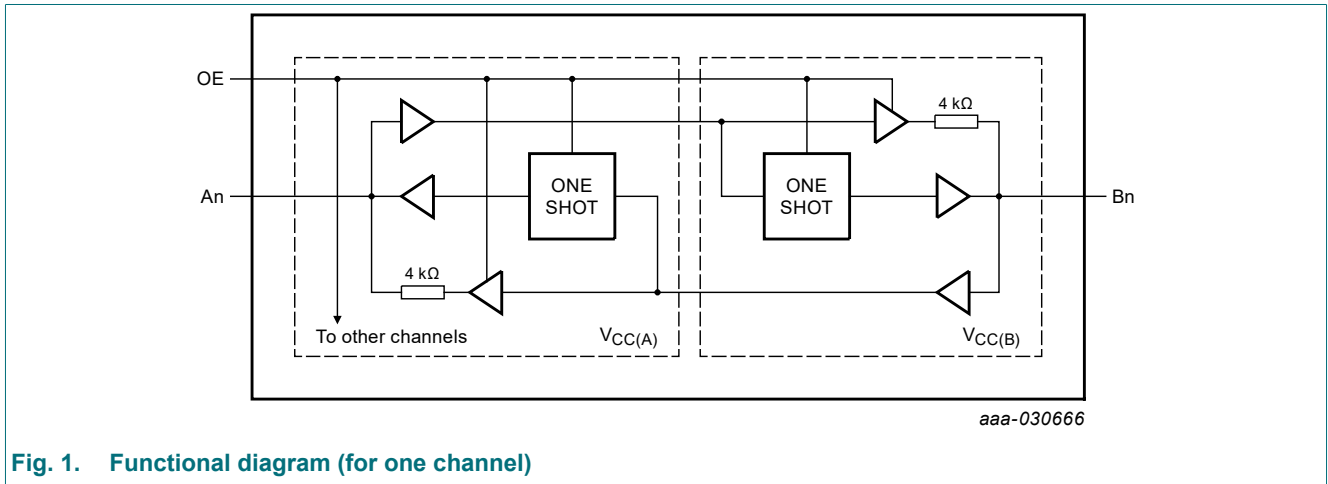 OE
4 kΩ
An
ONE
SHOT
ONE
SHOT
Bn
4 kΩ
To other channels
VCC(A)
VCC(B)
aaa-030666
Fig. 1. Functional diagram (for one channel)